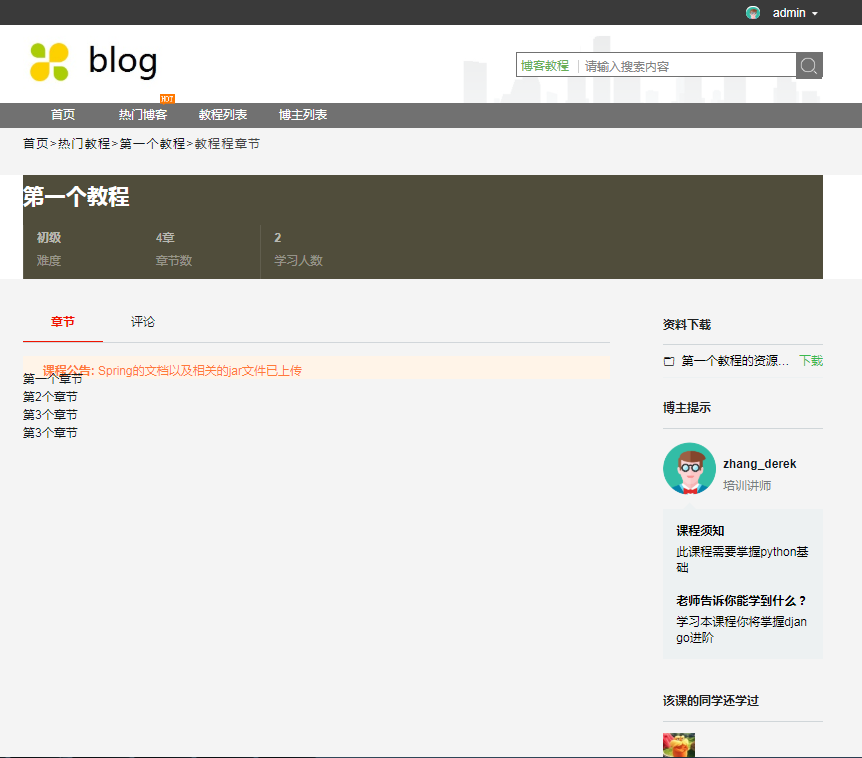 admin
blog
博客教程 请输入搜索内容
HOT
首页 热门博客 教程列表 博主列表
首页>热门教程>第一个教程>教程程章节
第一个教程
初级 4章 2
难度 章节数 学习人数
章节 评论
课程公告: Spring的文档以及相关的jar文件已上传
第一个章节
第2个章节
第3个章节
第3个章节
资料下载
第一个教程的资源... 下载
博主提示
zhang_derek
培训讲师
课程须知
此课程需要掌握python基
础
老师告诉你能学到什么？
学习本课程你将掌握djan
go进阶
该课的同学还学过